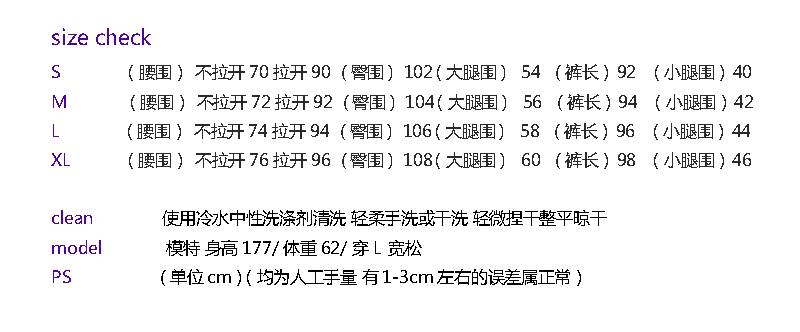 size check
S （腰围） 不拉开 70 拉开 90 （臀围） 102（大腿围） 54 （裤长）92 （小腿围）40
M （腰围） 不拉开 72 拉开 92 （臀围） 104（大腿围） 56 （裤长）94 （小腿围）42
L （腰围） 不拉开 74 拉开 94 （臀围） 106（大腿围） 58 （裤长）96 （小腿围）44
XL （腰围） 不拉开 76 拉开 96 （臀围） 108（大腿围） 60 （裤长）98 （小腿围）46
clean 使用冷水中性洗涤剂清洗 轻柔手洗或干洗 轻微捏干整平晾干
model 模特 身高 177/ 体重 62/ 穿 L 宽松
PS （单位 cm）（均为人工手量 有 1-3cm 左右的误差属正常）